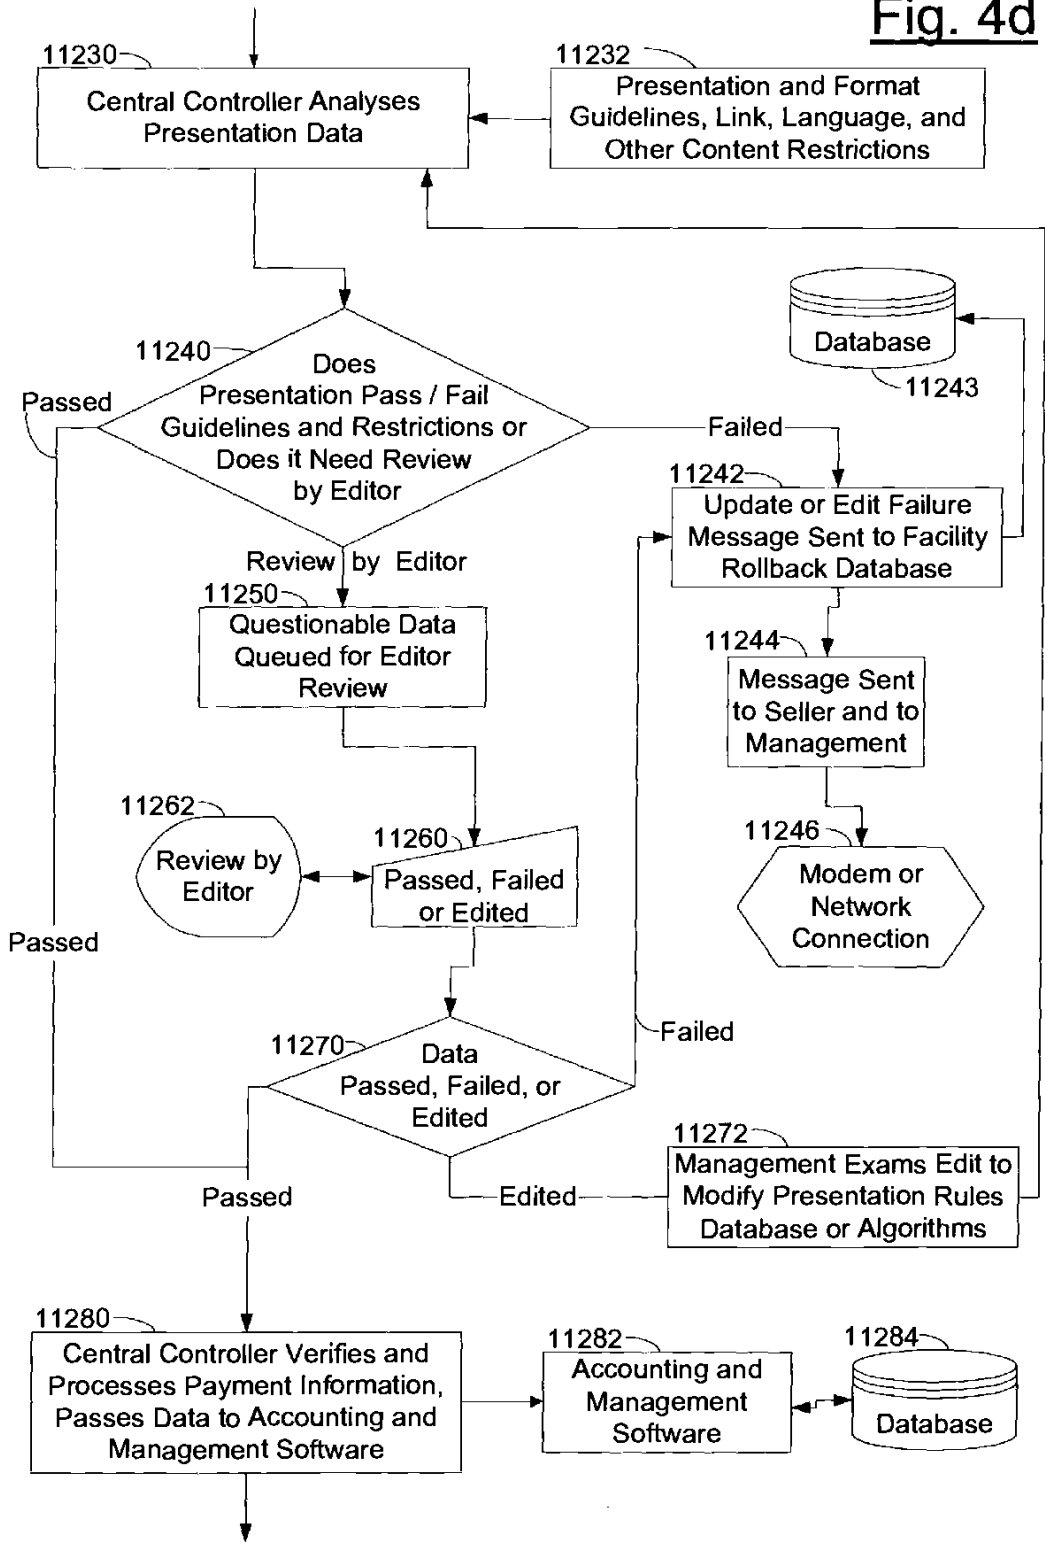 Fig. 4d
11230
Central Controller Analyses
Presentation Data
11232
Presentation and Format
Guidelines, Link, Language, and
Other Content Restrictions
11240
Does
Presentation Pass / Fail
Guidelines and Restrictions or
Does it Need Review
by Editor
Passed
Failed
Database
11243
11242
Update or Edit Failure
Message Sent to Facility
Rollback Database
Review by Editor
11250
Questionable Data
Queued for Editor
Review
11244
Message Sent
to Seller and to
Management
11262
Review by
Editor
11260
Passed, Failed
or Edited
11246
Modem or
Network
Connection
Passed
11270
Data
Passed, Failed, or
Edited
Failed
Passed
Edited
11272
Management Exams Edit to
Modify Presentation Rules
Database or Algorithms
11280
Central Controller Verifies and
Processes Payment Information,
Passes Data to Accounting and
Management Software
11282
Accounting and
Management
Software
11284
Database